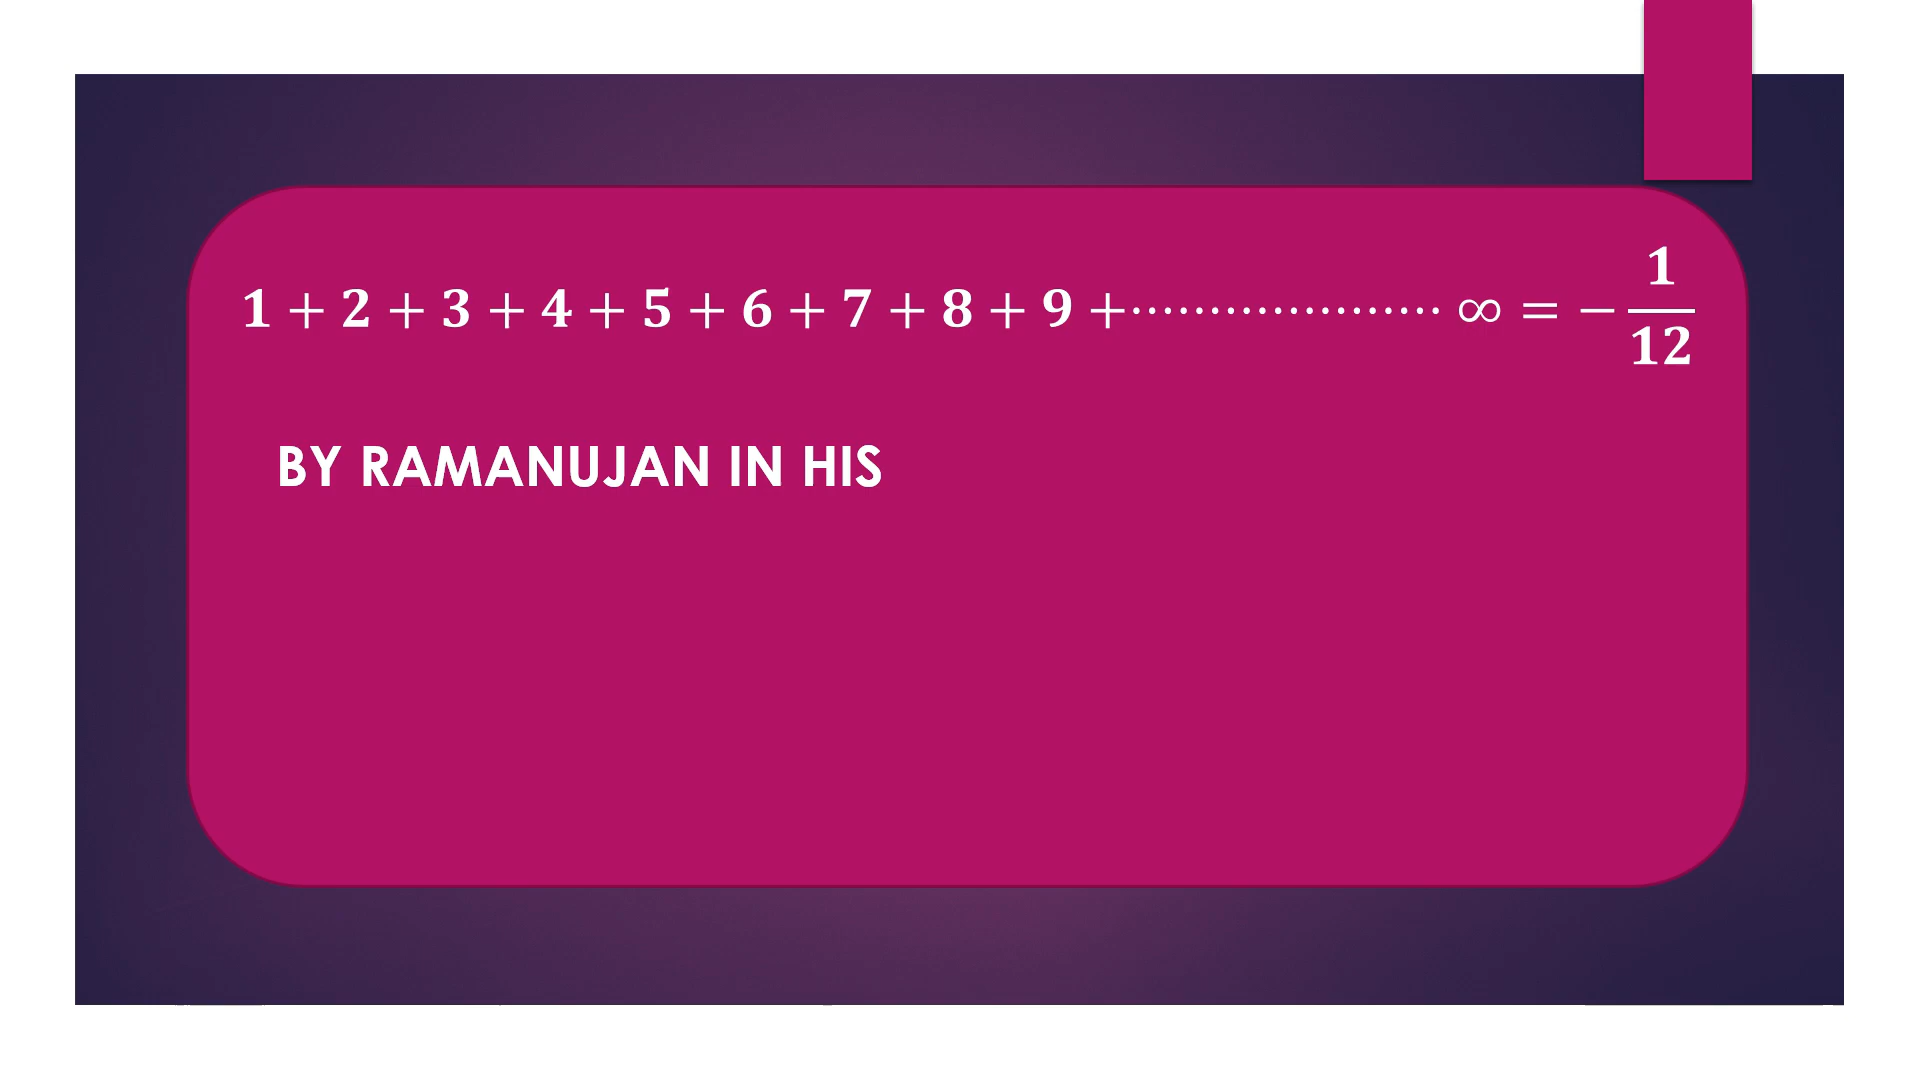 1 + 2 + 3 + 4 + 5 + 6 + 7 + 8 + 9 +⋯⋯⋯⋯⋯⋯⋯ ∞ = −1/12
BY RAMANUJAN IN HIS